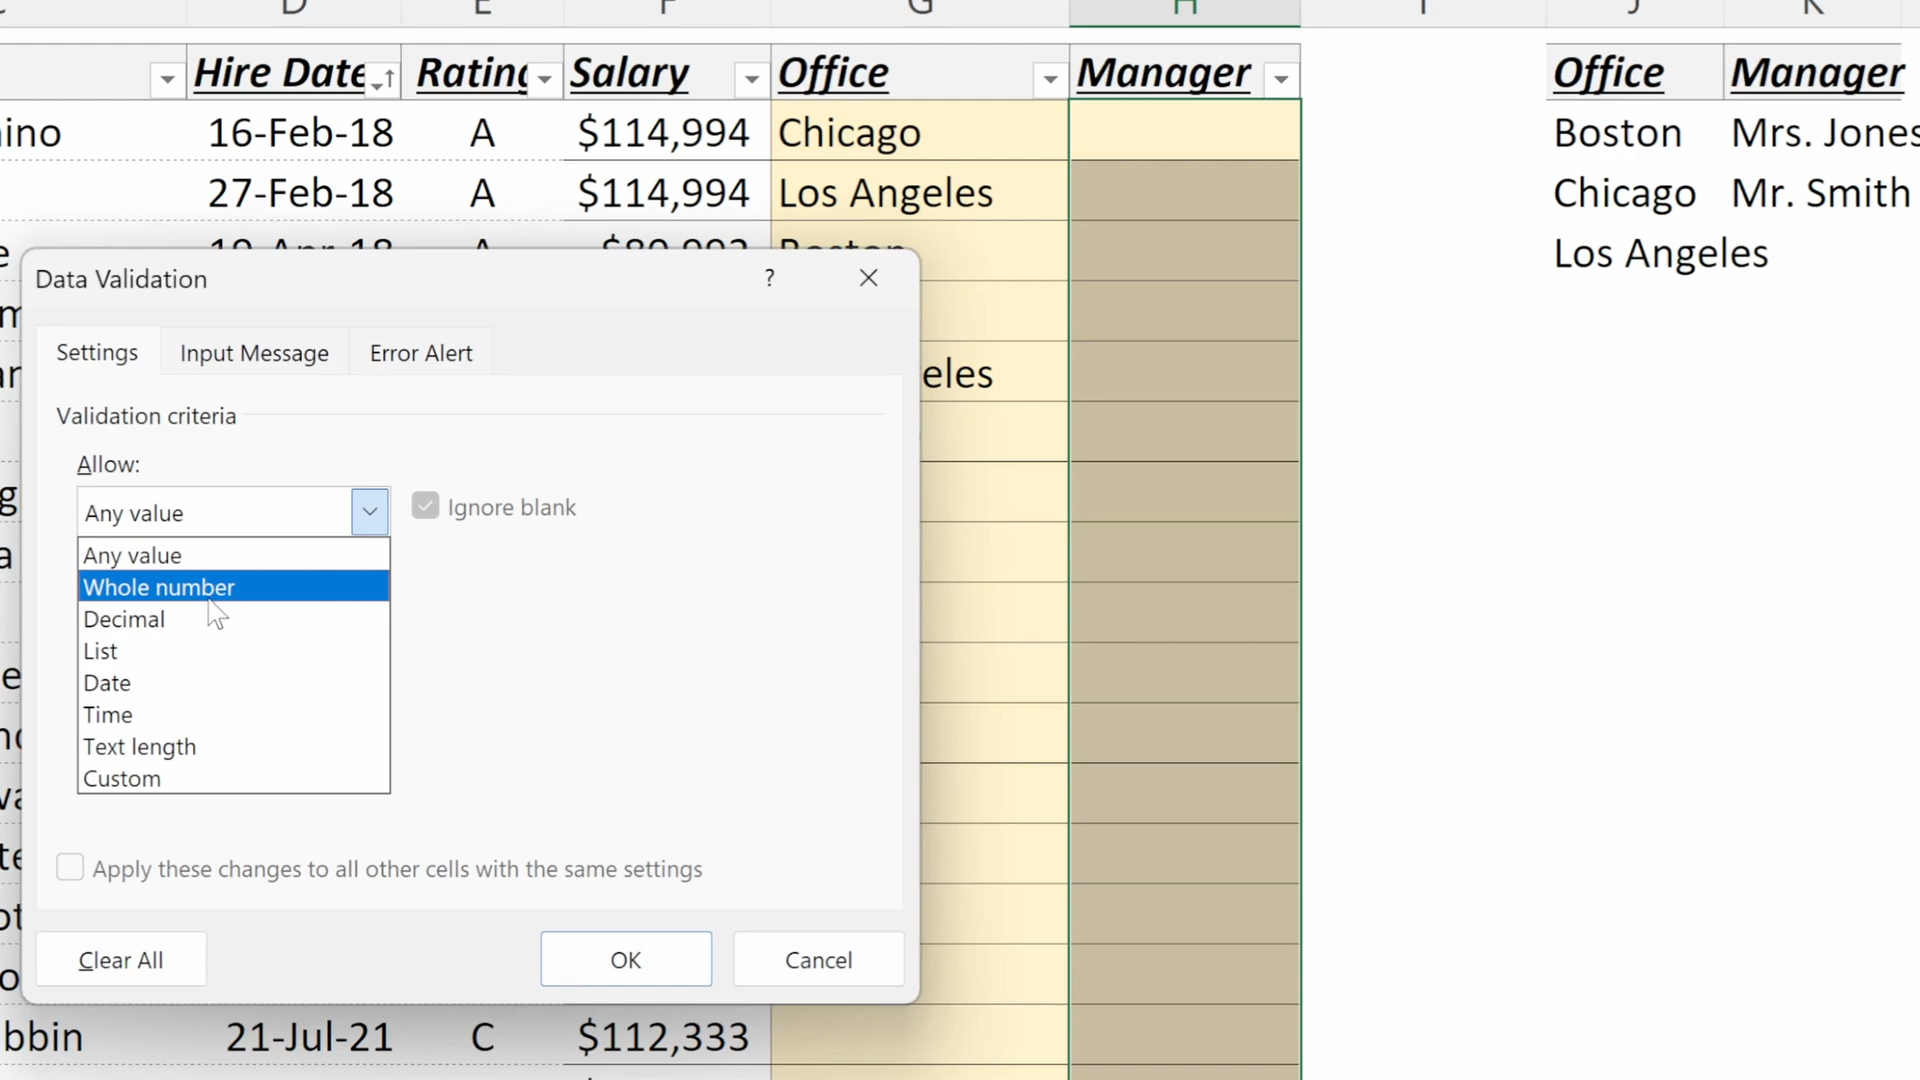 D E F G H I J K
Hire Date Rating Salary Office Manager Office Manager
ino 16-Feb-18 A $114,994 Chicago Boston Mrs. Jones
27-Feb-18 A $114,994 Los Angeles Chicago Mr. Smith
Los Angeles
Data Validation ?
Settings Input Message Error Alert
eles
Validation criteria
Allow:
Any value Ignore blank
Any value
Whole number
Decimal
List
Date
Time
Text length
Custom
Apply these changes to all other cells with the same settings
Clear All OK Cancel
bbin 21-Jul-21 C $112,333